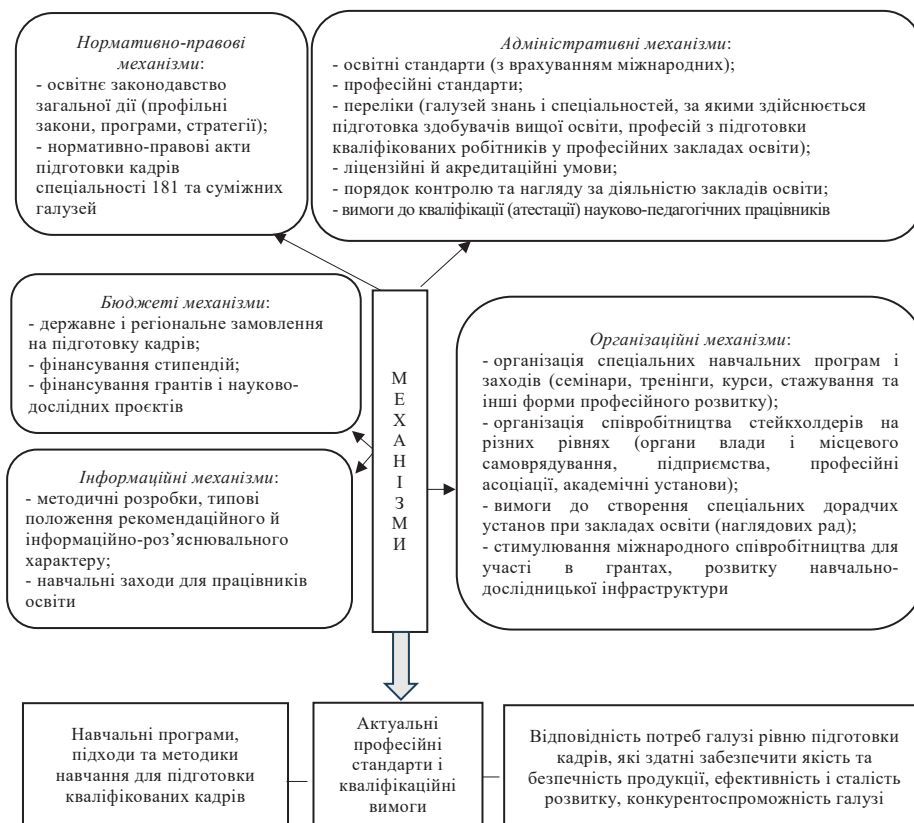 Нормативно-правові
механізми:
- освітнє законодавство
загальної дії (профільні
закони, програми, стратегії);
- нормативно-правові акти
підготовки кадрів
спеціальності 181 та суміжних
галузей
Адміністративні механізми:
- освітні стандарти (з врахуванням міжнародних);
- професійні стандарти;
- переліки (галузей знань і спеціальностей, за якими здійснюється
підготовка здобувачів вищої освіти, професій з підготовки
кваліфікованих робітників у професійних закладах освіти);
- ліцензійні й акредитаційні умови;
- порядок контролю та нагляду за діяльністю закладів освіти;
- вимоги до кваліфікації (атестації) науково-педагогічних працівників
Бюджеті механізми:
- державне і регіональне замовлення
на підготовку кадрів;
- фінансування стипендій;
- фінансування грантів і науково-
дослідних проєктів
Інформаційні механізми:
- методичні розробки, типові
положення рекомендаційного й
інформаційно-роз’яснювального
характеру;
- навчальні заходи для працівників
освіти
М
Е
Х
А
Н
І
З
М
И
Організаційні механізми:
- організація спеціальних навчальних програм і
заходів (семінари, тренінги, курси, стажування та
інші форми професійного розвитку);
- організація співробітництва стейкхолдерів на
різних рівнях (органи влади і місцевого
самоврядування, підприємства, професійні
асоціації, академічні установи);
- вимоги до створення спеціальних дорадчих
установ при закладах освіти (наглядових рад);
- стимулювання міжнародного співробітництва для
участі в грантах, розвитку навчально-
дослідницької інфраструктури
Навчальні програми,
підходи та методики
навчання для підготовки
кваліфікованих кадрів
Актуальні
професійні
стандарти і
кваліфікаційні
вимоги
Відповідність потреб галузі рівню підготовки
кадрів, які здатні забезпечити якість та
безпечність продукції, ефективність і сталість
розвитку, конкурентоспроможність галузі